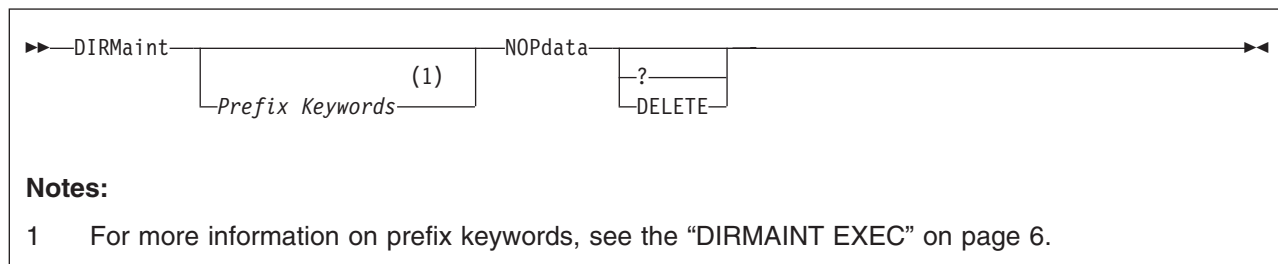 ►►—DIRMaint— —NOPdata— —►◄
(1) —?—
Prefix Keywords— —DELETE—
Notes:
1 For more information on prefix keywords, see the “DIRMAINT EXEC” on page 6.